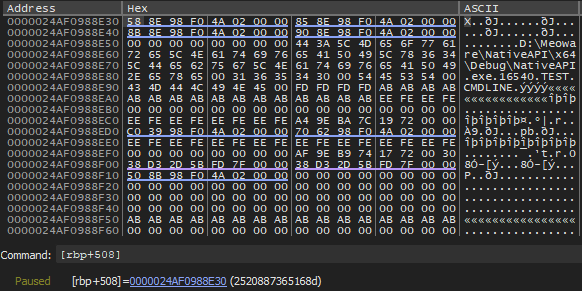 Address Hex ASCII
0000024AF0988E30 58 8E 98 F0 4A 02 00 00 85 8E 98 F0 4A 02 00 00 X..ðJ......ðJ...
0000024AF0988E40 8B 8E 98 F0 4A 02 00 00 90 8E 98 F0 4A 02 00 00 ...ðJ......ðJ...
0000024AF0988E50 00 00 00 00 00 00 00 00 44 3A 5C 4D 65 6F 77 61 ........D:\Meowa
0000024AF0988E60 72 65 5C 4E 61 74 69 76 65 41 50 49 5C 78 36 34 re\NativeAPI\x64
0000024AF0988E70 5C 44 65 62 75 67 5C 4E 61 74 69 76 65 41 50 49 \Debug\NativeAPI
0000024AF0988E80 2E 65 78 65 00 31 36 35 34 30 00 54 45 53 54 00 .exe.16540.TEST.
0000024AF0988E90 43 4D 44 4C 49 4E 45 00 FD FD FD FD AB AB AB AB CMDLINE.ýýýý««««
0000024AF0988EA0 AB AB AB AB AB AB AB AB AB AB AB AB EE FE EE FE ««««««««««««îþîþ
0000024AF0988EB0 00 00 00 00 00 00 00 00 00 00 00 00 00 00 00 00 ................
0000024AF0988EC0 EE FE EE FE EE FE EE FE A4 9E BA 7C 19 72 00 00 îþîþîþîþ¤.º|.r..
0000024AF0988ED0 C0 39 98 F0 4A 02 00 00 70 62 98 F0 4A 02 00 00 À9.ðJ...pb.ðJ...
0000024AF0988EE0 EE FE EE FE EE FE EE FE EE FE EE FE EE FE EE FE îþîþîþîþîþîþîþîþ
0000024AF0988EF0 00 00 00 00 00 00 00 00 AF 9E B9 74 17 72 00 30 ........¯.¹t.r.0
0000024AF0988F00 38 D3 2D 5B FD 7F 00 00 38 D3 2D 5B FD 7F 00 00 8Ó-[ý...8Ó-[ý...
0000024AF0988F10 50 8B 98 F0 4A 02 00 00 00 00 00 00 00 00 00 00 P..ðJ...........
0000024AF0988F20 00 00 00 00 00 00 00 00 00 00 00 00 00 00 00 00 ................
0000024AF0988F30 00 00 00 00 00 00 00 00 00 00 00 00 00 00 00 00 ................
0000024AF0988F40 00 00 00 00 00 00 00 00 00 00 00 00 00 00 00 00 ................
0000024AF0988F50 AB AB AB AB AB AB AB AB AB AB AB AB AB AB AB AB ««««««««««««««««
0000024AF0988F60 00 00 00 00 00 00 00 00 00 00 00 00 00 00 00 00 ................
Command: [rbp+508]
Paused [rbp+508]=0000024AF0988E30 (2520887365168d)